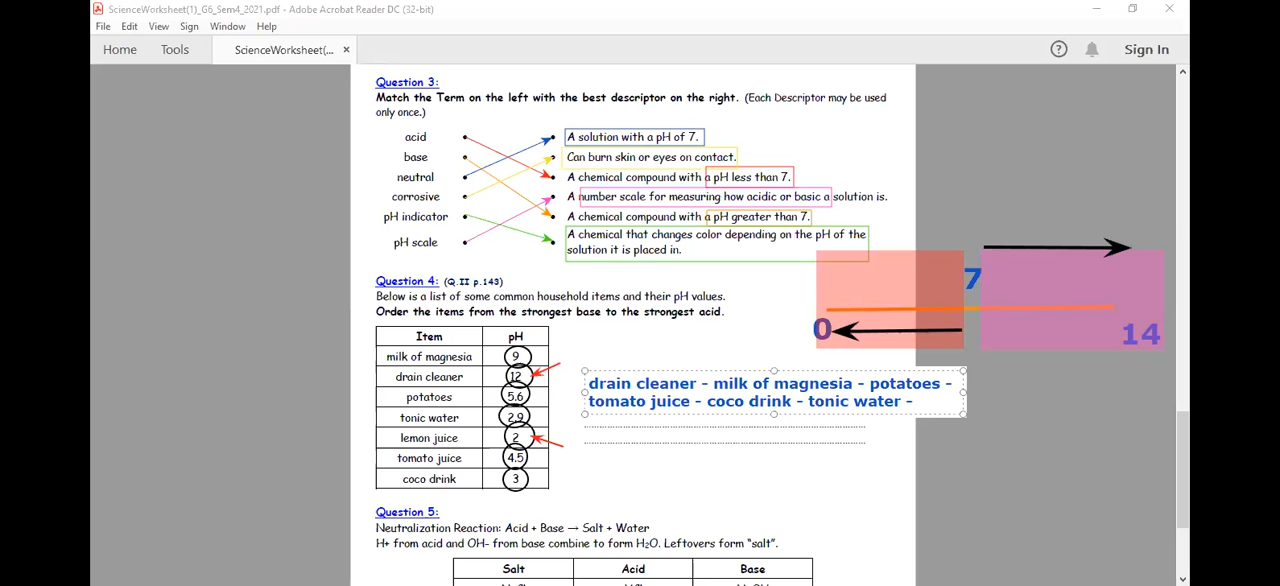 ScienceWorksheet(1)_G6_Sem4_2021.pdf - Adobe Acrobat Reader DC (32-bit)
File Edit View Sign Window Help
Home Tools ScienceWorksheet(... × Sign In
Question 3:
Match the Term on the left with the best descriptor on the right. (Each Descriptor may be used
only once.)
acid A solution with a pH of 7.
base Can burn skin or eyes on contact.
neutral A chemical compound with a pH less than 7.
corrosive A number scale for measuring how acidic or basic a solution is.
pH indicator A chemical compound with a pH greater than 7.
A chemical that changes color depending on the pH of the
pH scale solution it is placed in.
7
0
14
Question 4: (Q.II p.143)
Below is a list of some common household items and their pH values.
Order the items from the strongest base to the strongest acid.
Item pH
milk of magnesia 9
drain cleaner 12
potatoes 5.6
tonic water 2.9
lemon juice 2
tomato juice 4.5
coco drink 3
drain cleaner - milk of magnesia - potatoes -
tomato juice - coco drink - tonic water -
Question 5:
Neutralization Reaction: Acid + Base → Salt + Water
H+ from acid and OH- from base combine to form H₂O. Leftovers form "salt".
Salt Acid Base